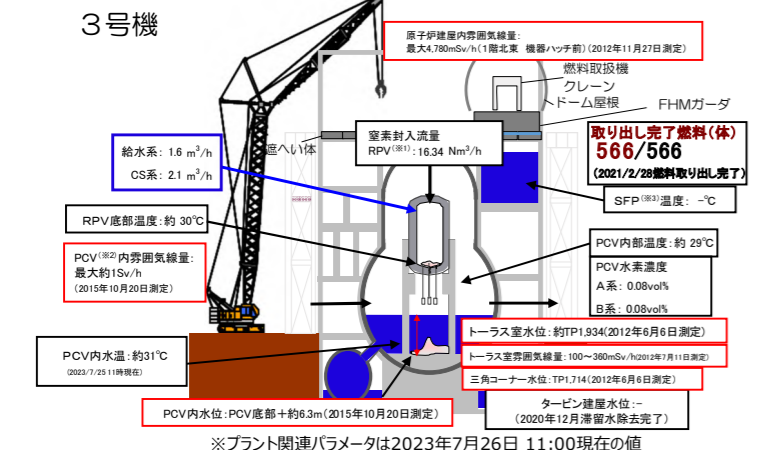 ３号機
原子炉建屋内雰囲気線量:
最大4,780mSv/h(1階北東 機器ハッチ前)(2012年11月27日測定)
燃料取扱機
クレーン
ドーム屋根
FHMガーダ
遮へい体
窒素封入流量
RPV(※1): 16.34 Nm³/h
取り出し完了燃料(体)
566/566
(2021/2/28燃料取り出し完了)
給水系: 1.6 m³/h
CS系: 2.1 m³/h
SFP(※3)温度: -℃
RPV底部温度: 約 30℃
PCV(※2)内雰囲気線量:
最大約1Sv/h
(2015年10月20日測定)
PCV内部温度: 約 29℃
PCV水素濃度
A系: 0.08vol%
B系: 0.08vol%
トーラス室水位: 約TP1,934(2012年6月6日測定)
トーラス室雰囲気線量: 100~360mSv/h(2012年7月11日測定)
三角コーナー水位: TP1,714(2012年6月6日測定)
PCV内水温: 約31℃
(2023/7/25 11時現在)
PCV内水位: PCV底部+約6.3m(2015年10月20日測定)
タービン建屋水位: -
(2020年12月滞留水除去完了)
※プラント関連パラメータは2023年7月26日 11:00現在の値